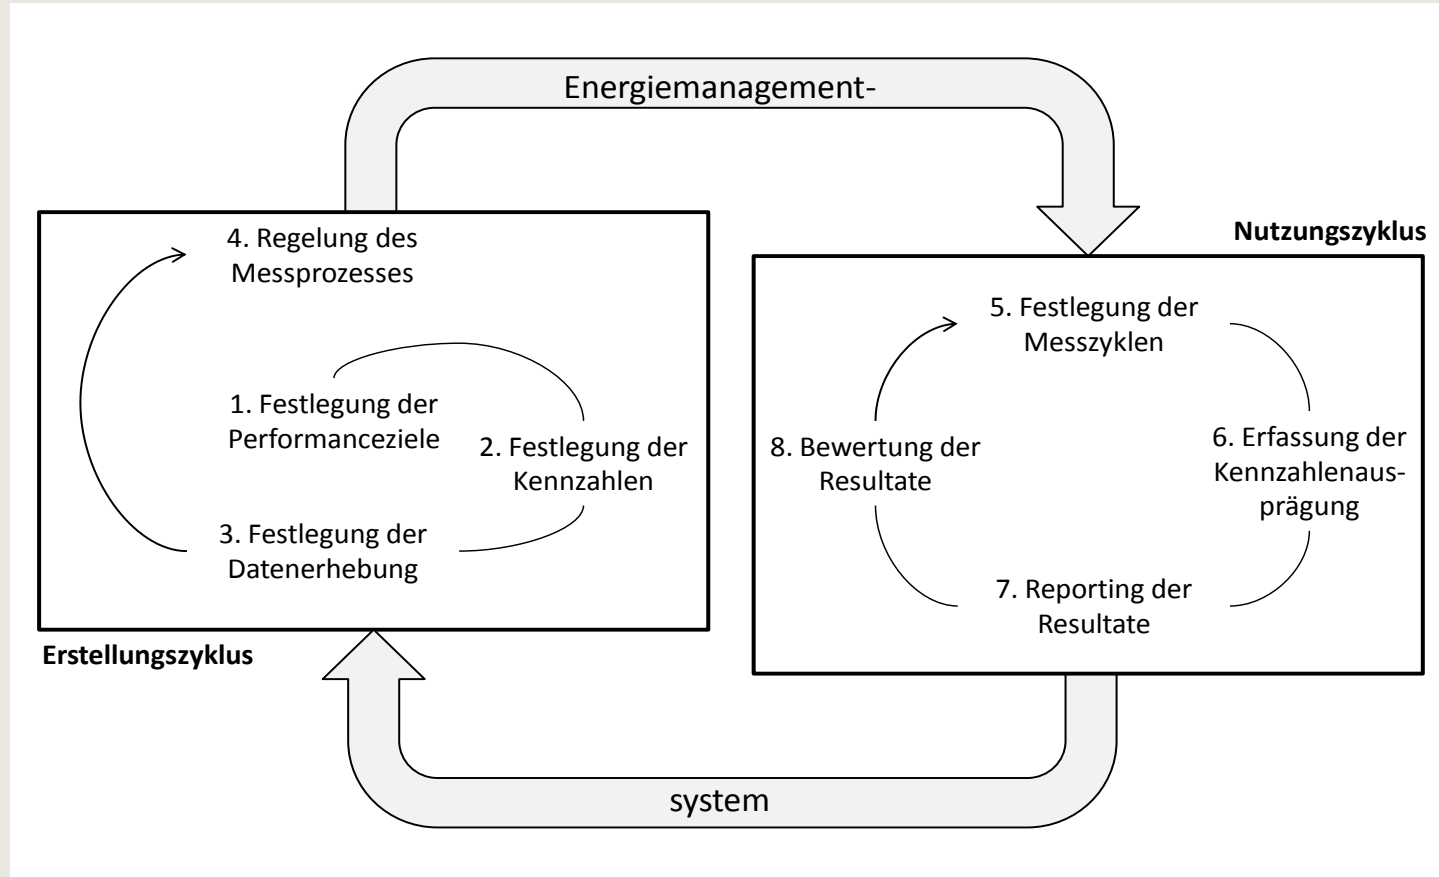 Energiemanagement-
4. Regelung des
Messprozesses
1. Festlegung der
Performanceziele
2. Festlegung der
Kennzahlen
3. Festlegung der
Datenerhebung
Erstellungszyklus
Nutzungszyklus
5. Festlegung der
Messzyklen
6. Erfassung der
Kennzahlenaus-
prägung
7. Reporting der
Resultate
8. Bewertung der
Resultate
system